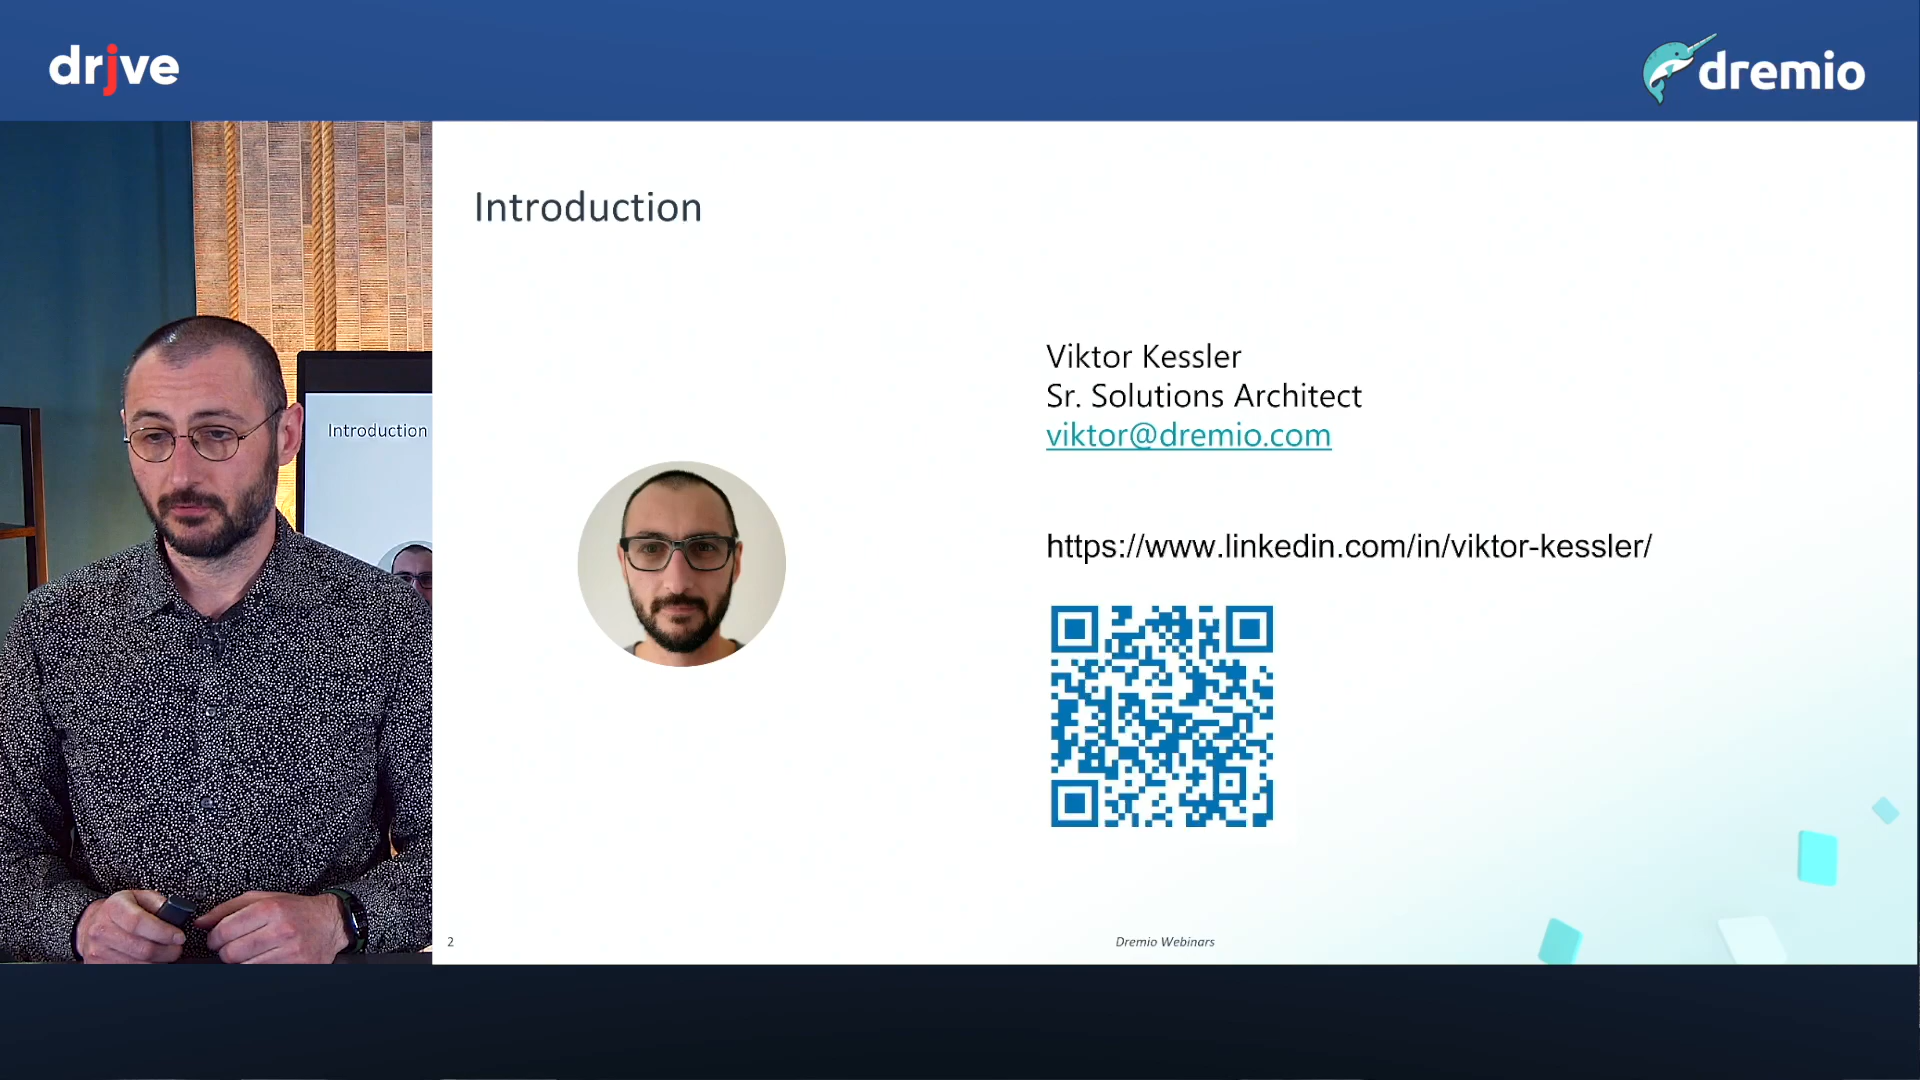 drjve
dremio
Introduction
Introduction
Viktor Kessler
Sr. Solutions Architect
viktor@dremio.com
https://www.linkedin.com/in/viktor-kessler/
2
Dremio Webinars